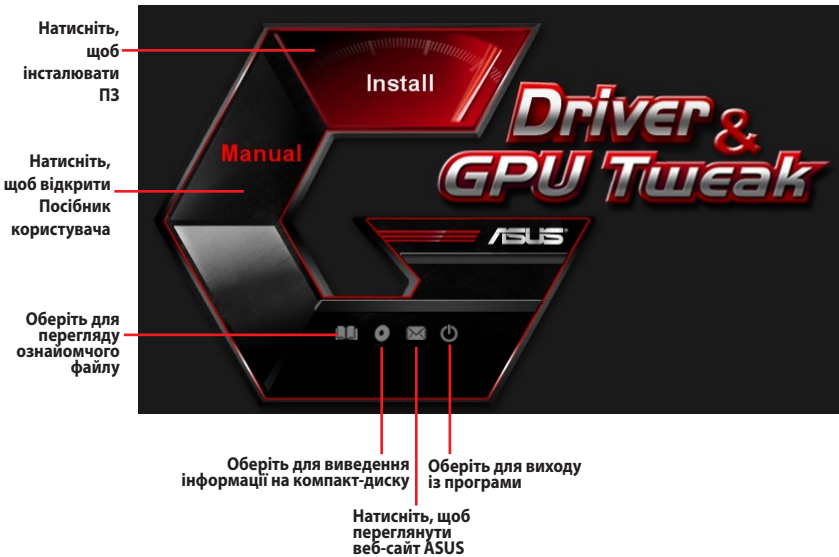 Натисніть,
щоб
інсталювати
ПЗ
Install
Driver &
GPU Tweak
Manual
Натисніть,
щоб відкрити
Посібник
користувача
ASUS
Оберіть для
перегляду
ознайомчого
файлу
Оберіть для виведення
інформації на компакт-диску
Оберіть для виходу
із програми
Натисніть, щоб
переглянути
веб-сайт ASUS